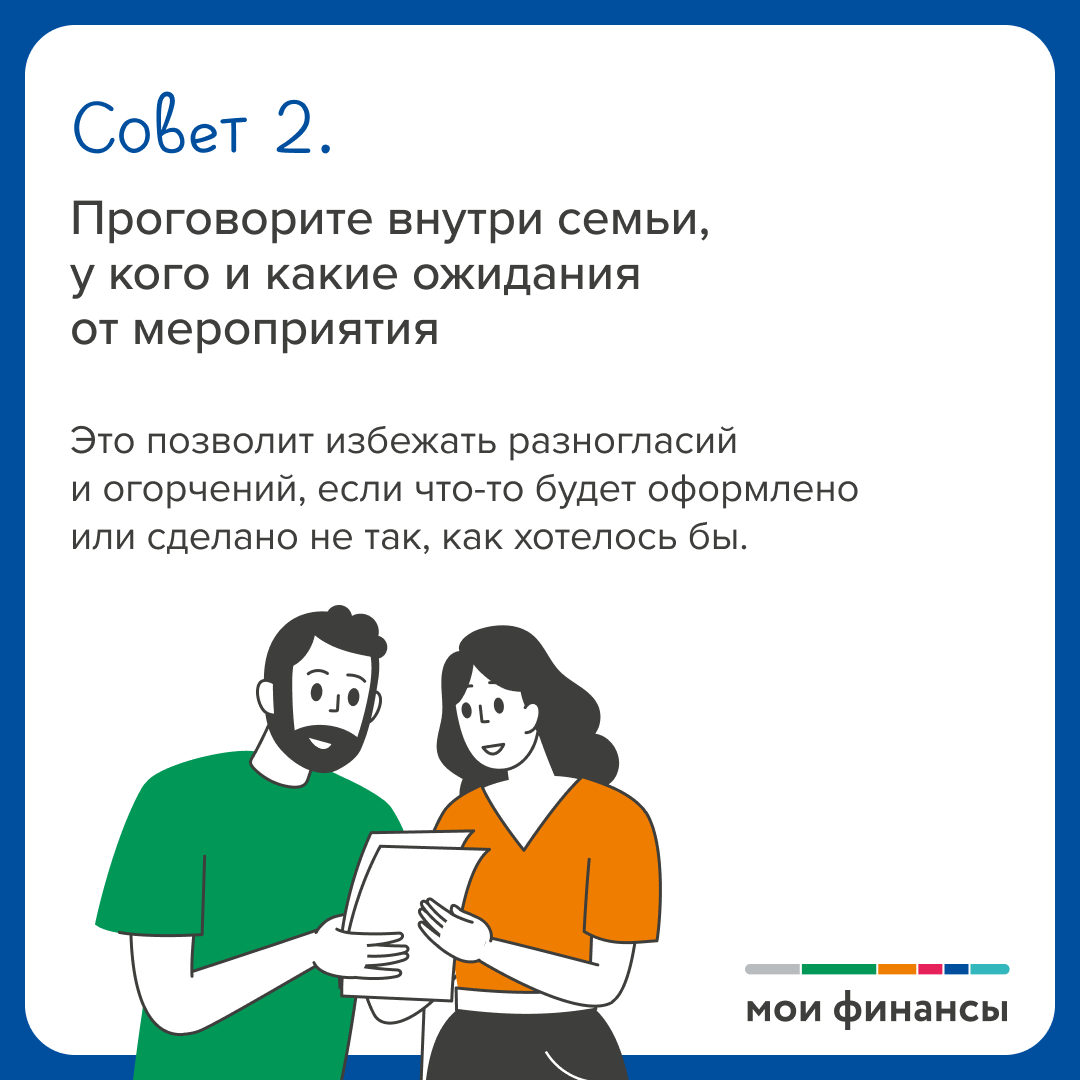 Совет 2.
Проговорите внутри семьи,
у кого и какие ожидания
от мероприятия
Это позволит избежать разногласий
и огорчений, если что-то будет оформлено
или сделано не так, как хотелось бы.
мои финансы